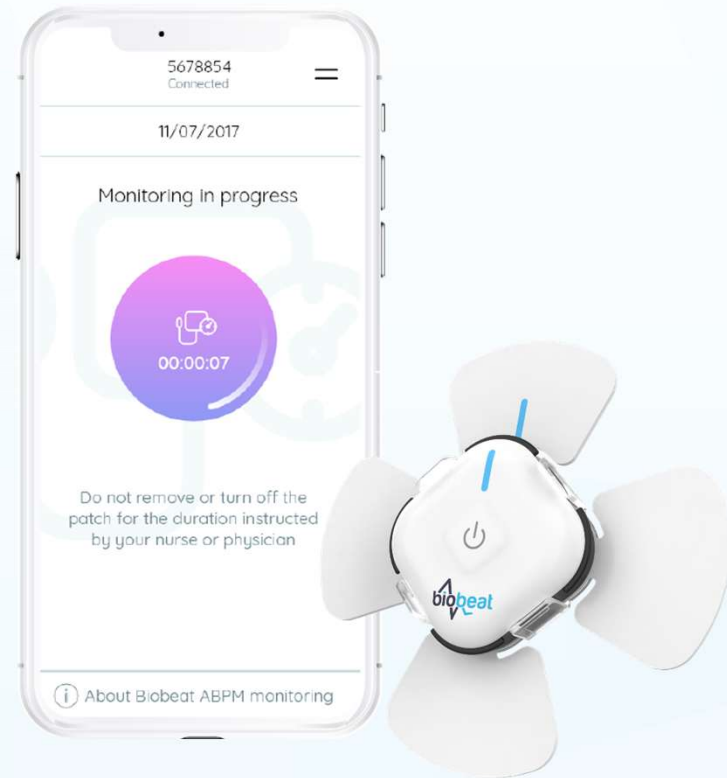 5678854
Connected
11/07/2017
Monitoring in progress
00:00:07
Do not remove or turn off the
patch for the duration instructed
by your nurse or physician
About Biobeat ABPM monitoring
biobeat